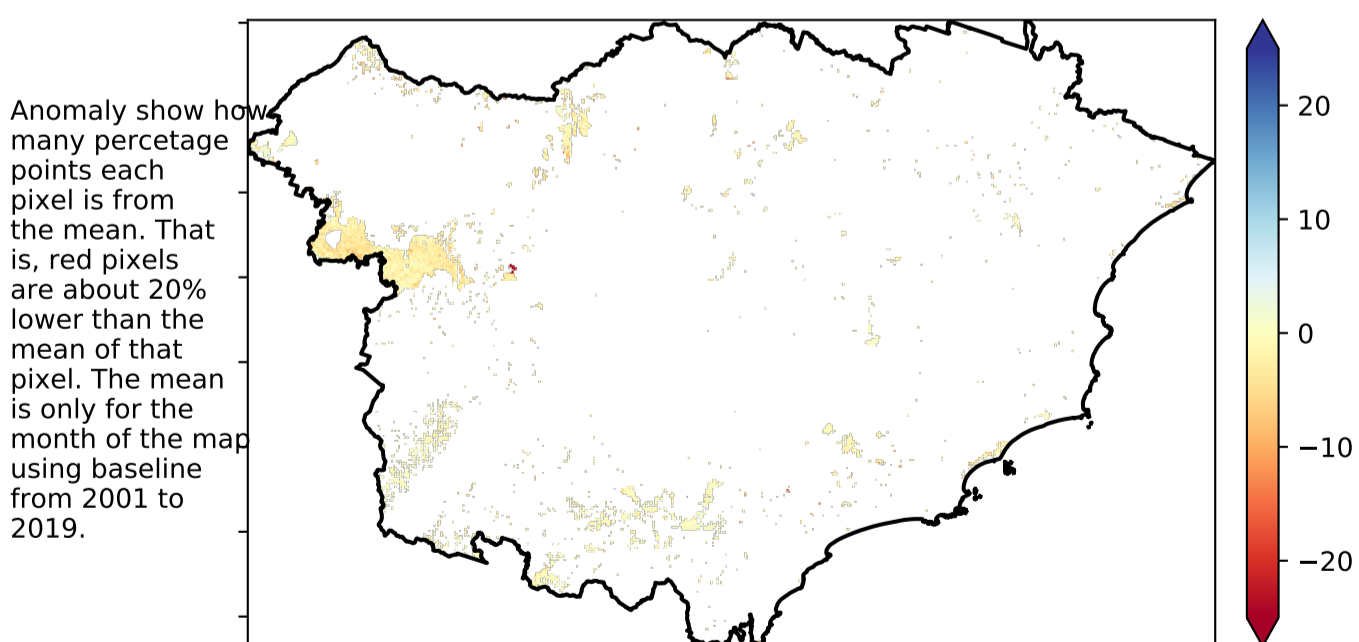 Anomaly show how
many percetage
points each
pixel is from
the mean. That
is, red pixels
are about 20%
lower than the
mean of that
pixel. The mean
is only for the
month of the map
using baseline
from 2001 to
2019.
20
10
0
−10
−20